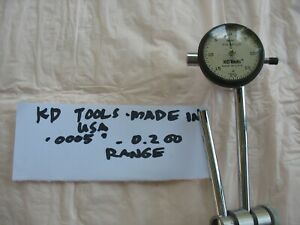 KD TOOLS. MADE IN
USA
.0005" - 0.200
RANGE